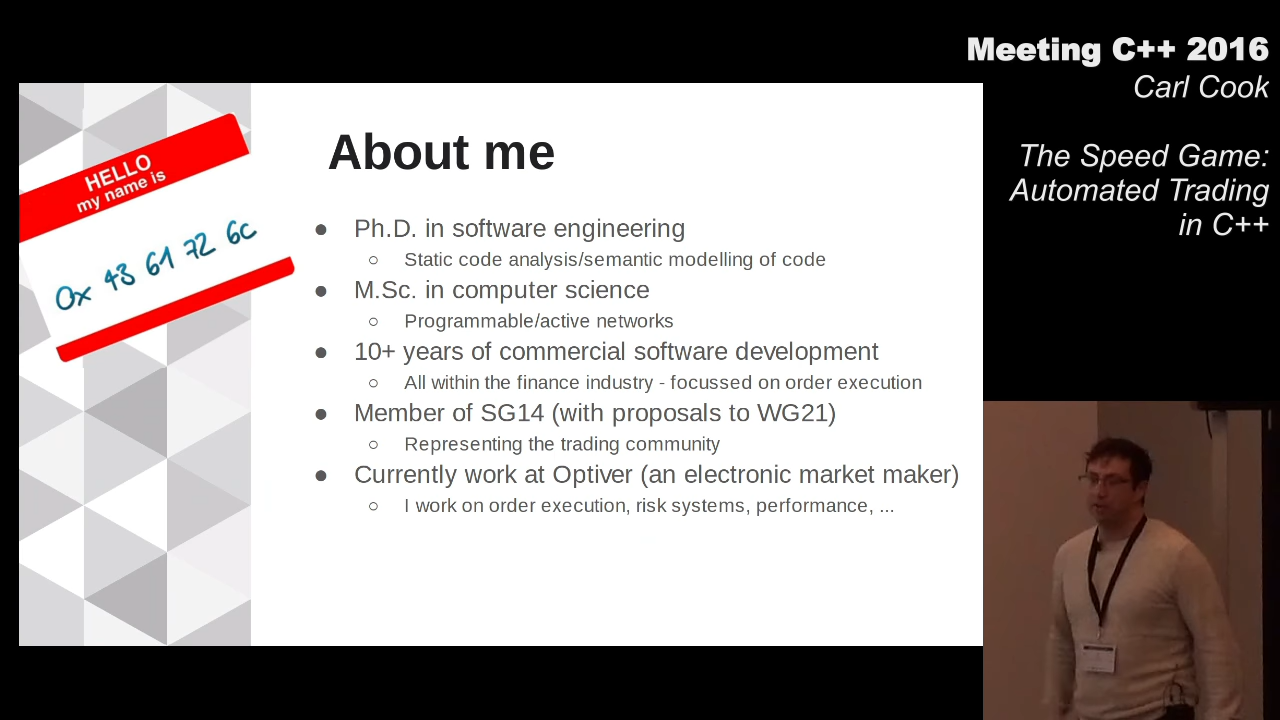 Meeting C++ 2016
Carl Cook
The Speed Game:
Automated Trading
in C++
HELLO
my name is
0x 43 61 72 6c
About me
● Ph.D. in software engineering
○ Static code analysis/semantic modelling of code
● M.Sc. in computer science
○ Programmable/active networks
● 10+ years of commercial software development
○ All within the finance industry - focussed on order execution
● Member of SG14 (with proposals to WG21)
○ Representing the trading community
● Currently work at Optiver (an electronic market maker)
○ I work on order execution, risk systems, performance, ...